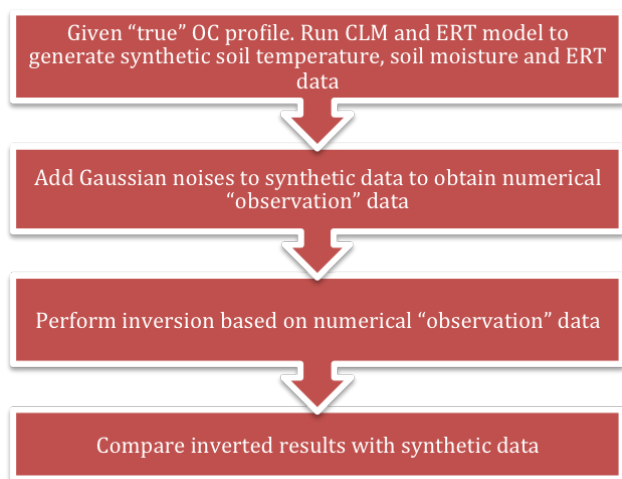 Given “true” OC profile. Run CLM and ERT model to
generate synthetic soil temperature, soil moisture and ERT
data
Add Gaussian noises to synthetic data to obtain numerical
“observation” data
Perform inversion based on numerical “observation” data
Compare inverted results with synthetic data